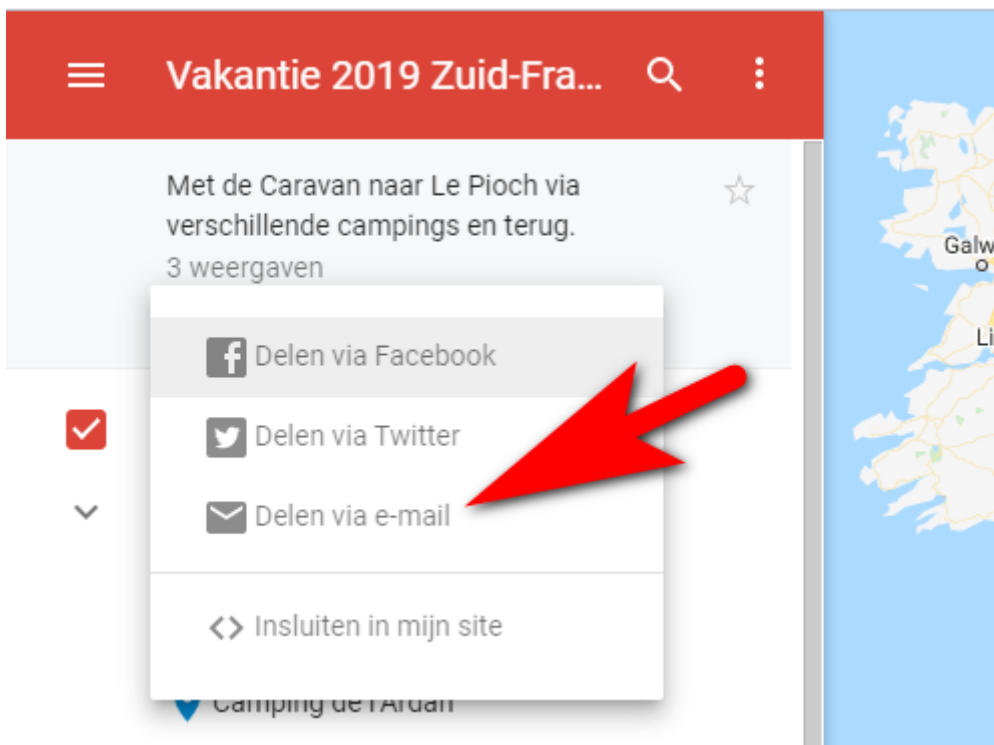 Vakantie 2019 Zuid-Fra...
Met de Caravan naar Le Pioch via
verschillende campings en terug.
3 weergaven
Galw
Li
Delen via Facebook
Delen via Twitter
Delen via e-mail
Insluiten in mijn site
Camping de l'Ardan